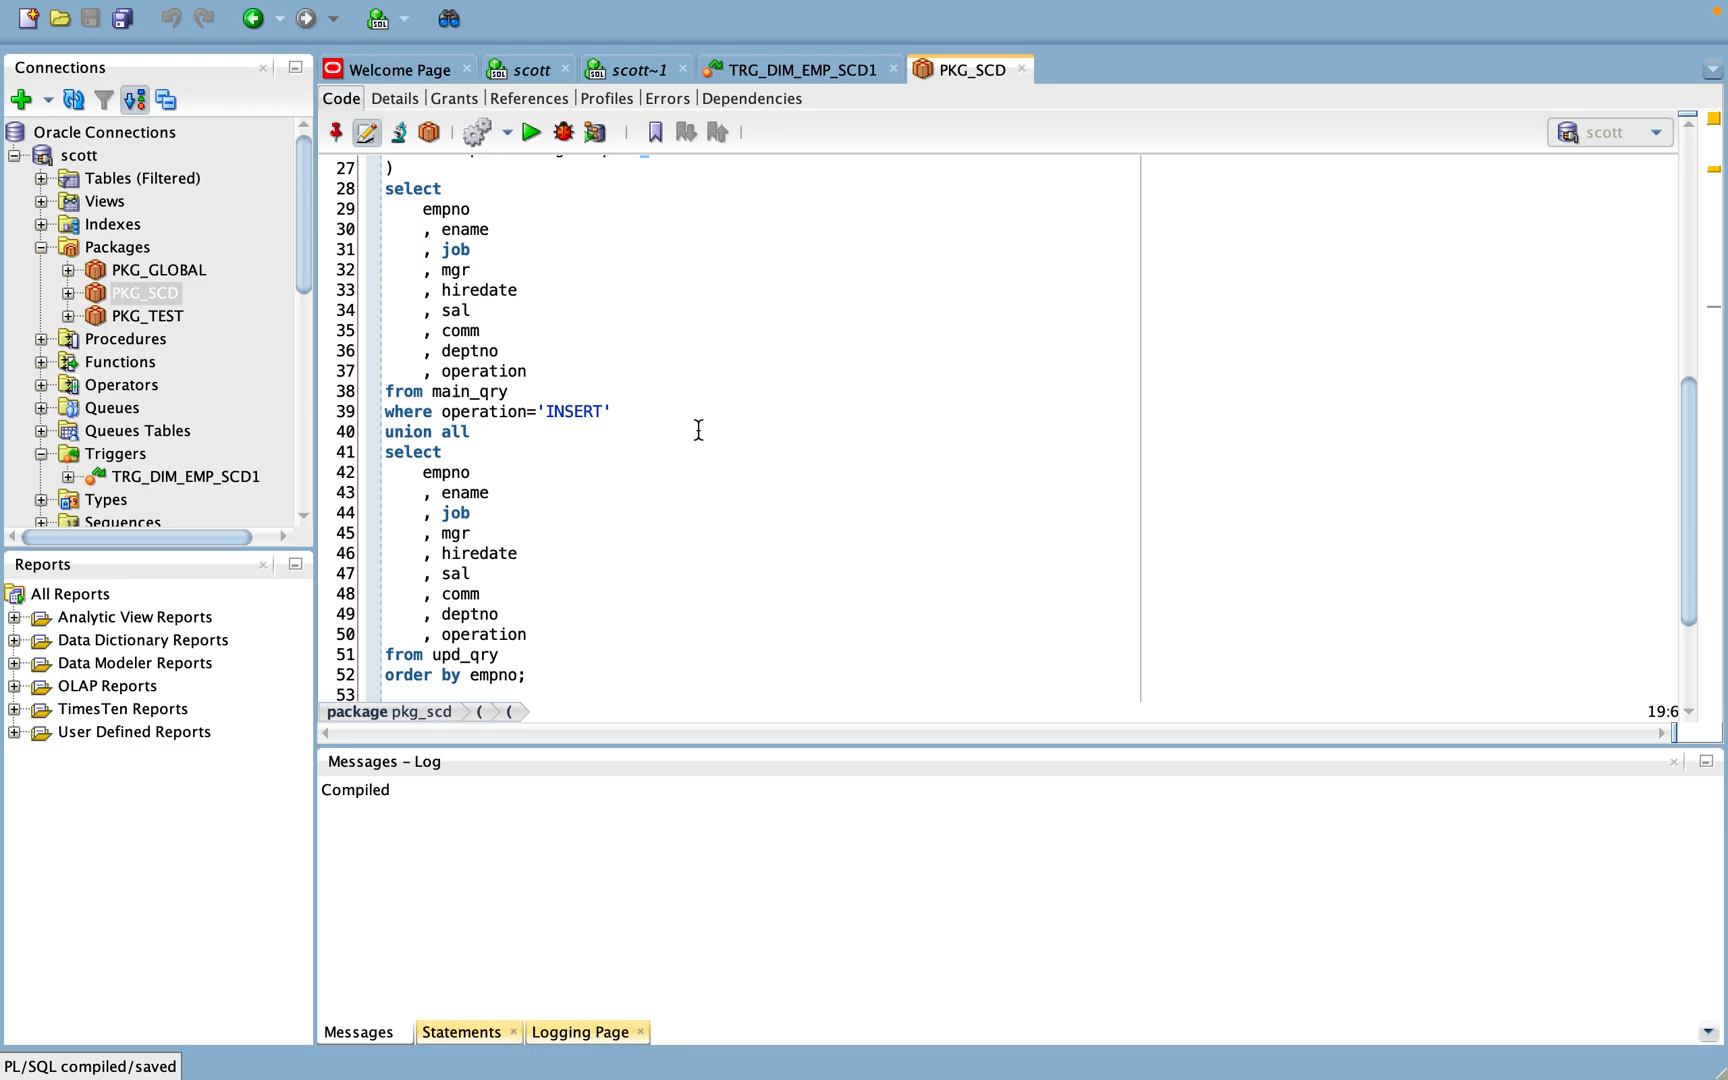 Connections
Welcome Page
scott
scott~1
TRG_DIM_EMP_SCD1
PKG_SCD
Code
Details
Grants
References
Profiles
Errors
Dependencies
scott
Oracle Connections
scott
Tables (Filtered)
Views
Indexes
Packages
PKG_GLOBAL
PKG_SCD
PKG_TEST
Procedures
Functions
Operators
Queues
Queues Tables
Triggers
TRG_DIM_EMP_SCD1
Types
Sequences
27 )
28 select
29 empno
30 , ename
31 , job
32 , mgr
33 , hiredate
34 , sal
35 , comm
36 , deptno
37 , operation
38 from main_qry
39 where operation='INSERT'
40 union all
41 select
42 empno
43 , ename
44 , job
45 , mgr
46 , hiredate
47 , sal
48 , comm
49 , deptno
50 , operation
51 from upd_qry
52 order by empno;
53
package pkg_scd ( (
19:6
Reports
All Reports
Analytic View Reports
Data Dictionary Reports
Data Modeler Reports
OLAP Reports
TimesTen Reports
User Defined Reports
Messages - Log
Compiled
Messages
Statements
Logging Page
PL/SQL compiled/saved